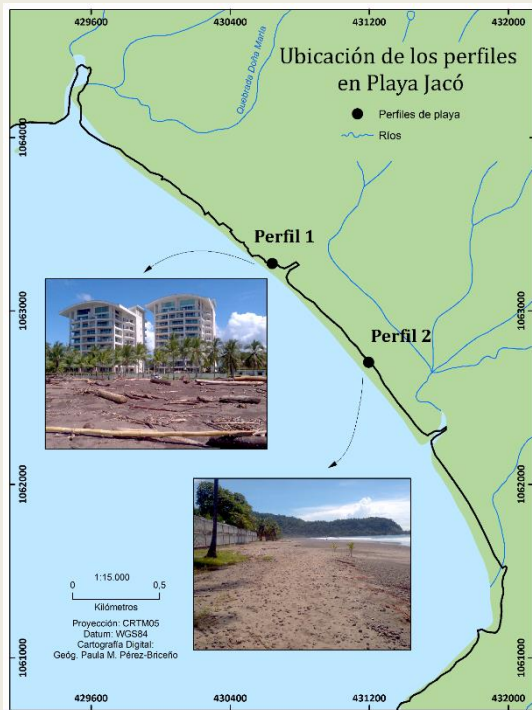 429600 430400 431200 432000
Ubicación de los perfiles
en Playa Jacó
Perfiles de playa
Ríos
Quebrada Doña María
1064000 1064000
Perfil 1
1063000 1063000
Perfil 2
1062000 1062000
1:15.000
0 0,5
Kilómetros
Proyección: CRTM05
Datum: WGS84
Cartografía Digital:
Geóg. Paula M. Pérez-Briceño
1061000 1061000
429600 430400 431200 432000